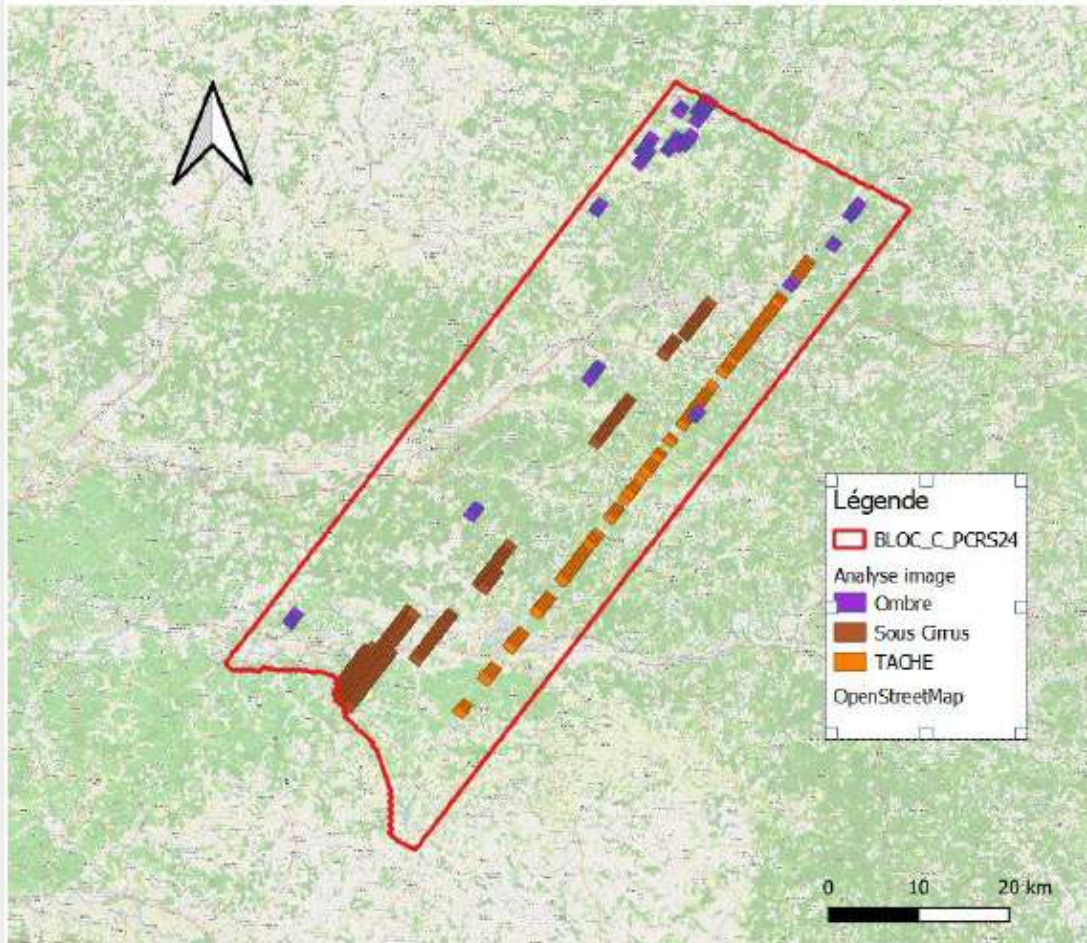 Légende
BLOC_C_PCRS24
Analyse image
Ombre
Sous Cirrus
TACHE
OpenStreetMap
0 10 20 km